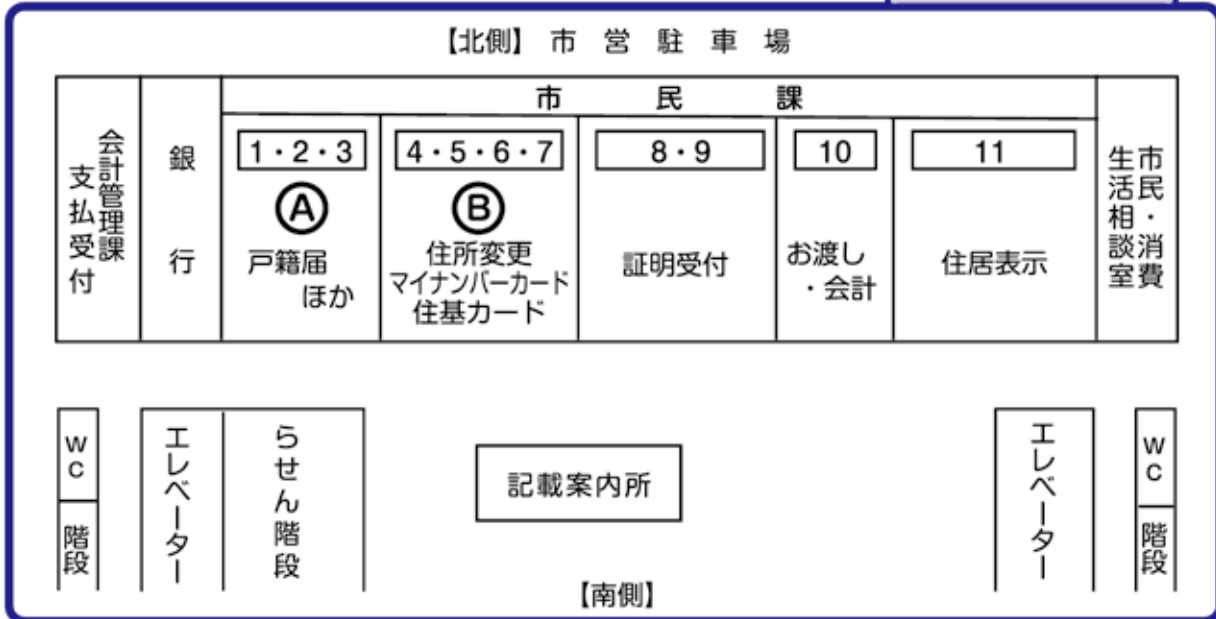 【北側】市営駐車場
会計管理課
支払受付
銀行
市民課
1・2・3
A
戸籍届
ほか
4・5・6・7
B
住所変更
マイナンバーカード
住基カード
8・9
証明受付
10
お渡し
・会計
11
住居表示
市民・消費
生活相談室
WC
階段
エレベーター
らせん階段
記載案内所
エレベーター
WC
階段
【南側】